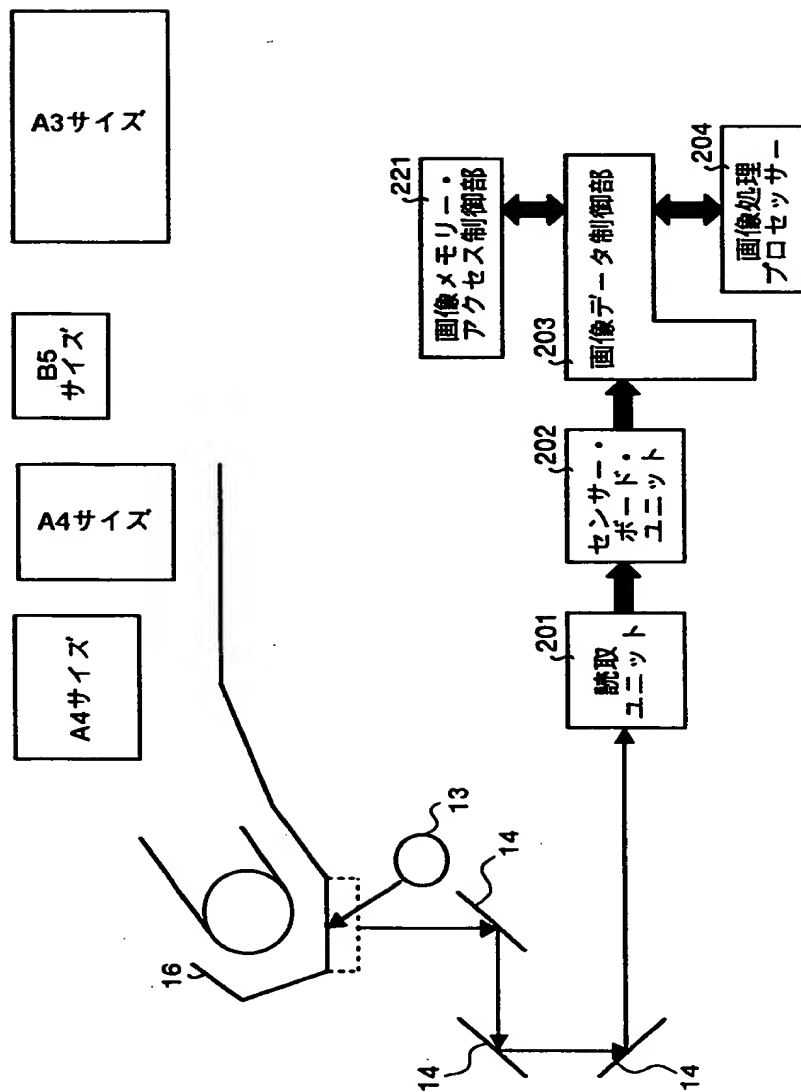 A4サイズ
A4サイズ
B5
サイズ
A3サイズ
16
13
14
14
14
201
読取
ユニット
202
センサー・
ボード・
ユニット
203
画像データ制御部
221
画像メモリー・
アクセス制御部
204
画像処理
プロセッサー